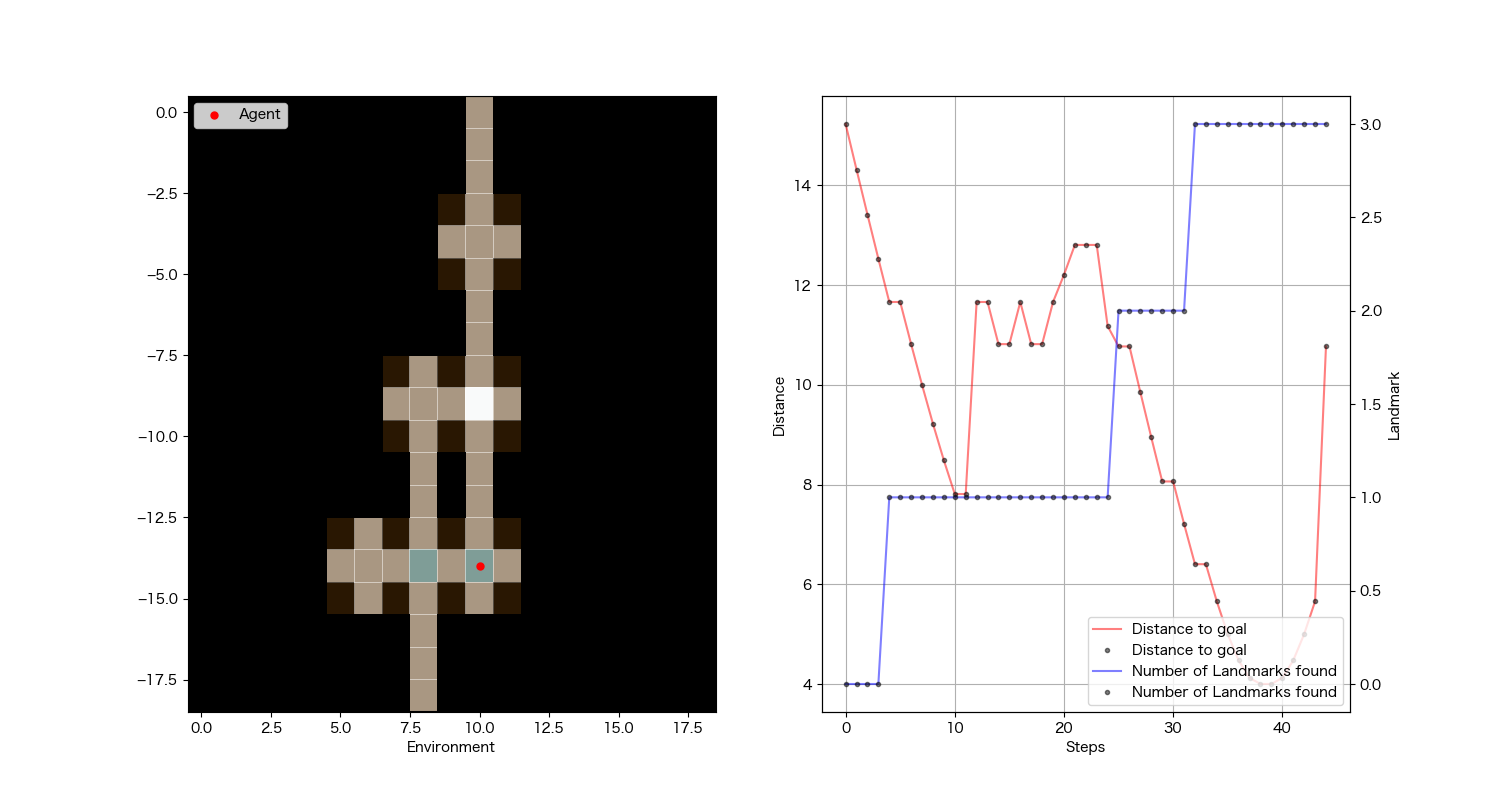 Agent
0.0
−2.5
−5.0
−7.5
−10.0
−12.5
−15.0
−17.5
0.0 2.5 5.0 7.5 10.0 12.5 15.0 17.5
Environment
Distance
14
12
10
8
6
4
0 10 20 30 40
Steps
3.0
2.5
2.0
1.5
1.0
0.5
0.0
Landmark
Distance to goal
Distance to goal
Number of Landmarks found
Number of Landmarks found